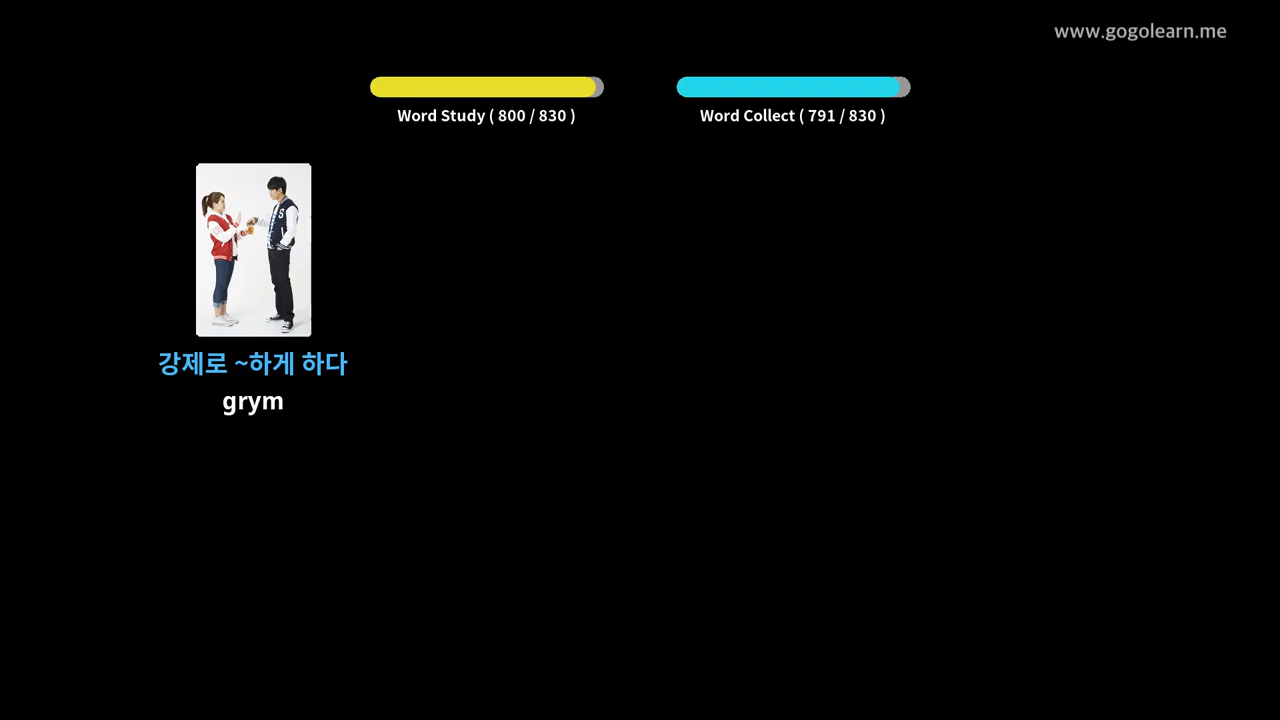 www.gogolearn.me
Word Study ( 800 / 830 )
Word Collect ( 791 / 830 )
S
강제로 ~하게 하다
grym